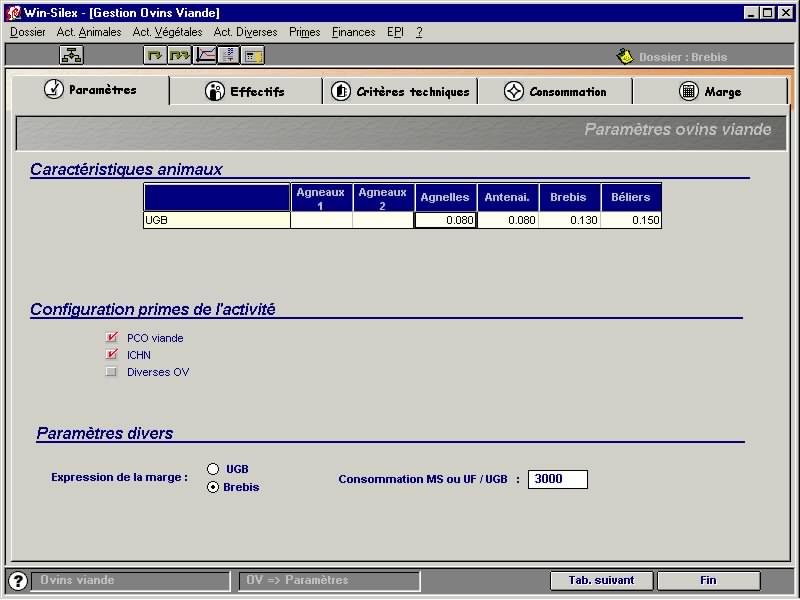 Win-Silex - [Gestion Ovins Viande]
Dossier Act. Animales Act. Végétales Act. Diverses Primes Finances EPI ?
Dossier : Brebis
Paramètres Effectifs Critères techniques Consommation Marge
Paramètres ovins viande
Caractéristiques animaux
Agneaux 1 Agneaux 2 Agnelles Antenai. Brebis Béliers
UGB 0.080 0.080 0.130 0.150
Configuration primes de l'activité
PCO viande
ICHN
Diverses OV
Paramètres divers
Expression de la marge : UGB
Brebis
Consommation MS ou UF / UGB : 3000
? Ovins viande OV => Paramètres Tab. suivant Fin